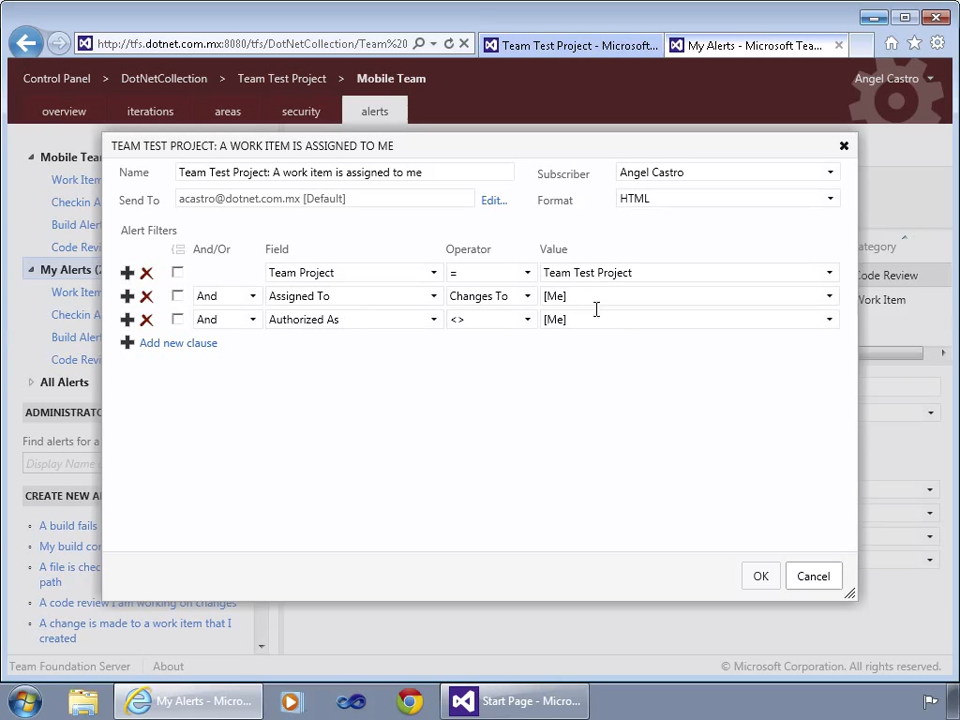 http://tfs.dotnet.com.mx:8080/tfs/DotNetCollection/Team%20
Team Test Project - Microsoft...
My Alerts - Microsoft Tea...
Control Panel > DotNetCollection > Team Test Project > Mobile Team
Angel Castro
overview iterations areas security alerts
Mobile Tea
Work Item
Checkin A
Build Aler
Code Revi
My Alerts (2
Work Item
Checkin A
Build Aler
Code Revi
All Alerts
ADMINISTRATO
Find alerts for a
Display Name
CREATE NEW A
A build fails
My build con
A file is chec
path
A code review I am working on changes
A change is made to a work item that I
created
TEAM TEST PROJECT: A WORK ITEM IS ASSIGNED TO ME
Name Team Test Project: A work item is assigned to me Subscriber Angel Castro
Send To acastro@dotnet.com.mx [Default] Edit... Format HTML
Alert Filters
And/Or Field Operator Value
Team Project = Team Test Project
And Assigned To Changes To [Me]
And Authorized As <> [Me]
Add new clause
OK Cancel
ategory
Code Review
Work Item
Team Foundation Server About
© Microsoft Corporation. All rights reserved.
My Alerts - Micro...
Start Page - Micro...